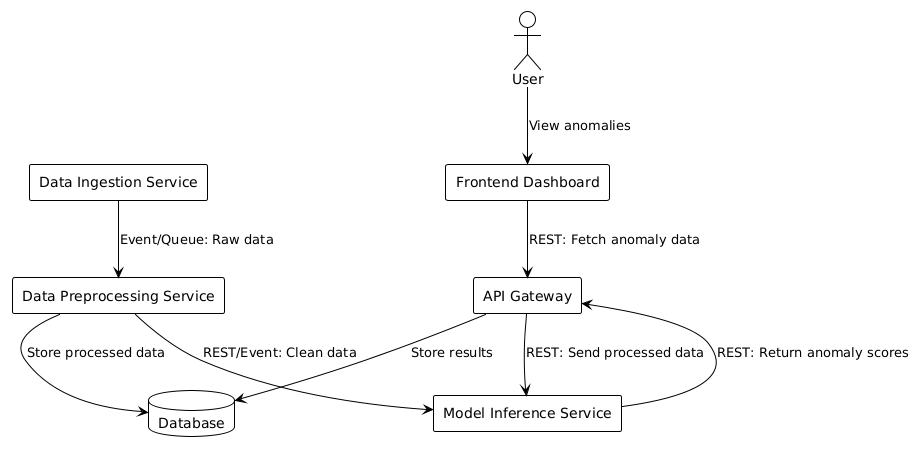 User
View anomalies
Data Ingestion Service
Frontend Dashboard
Event/Queue: Raw data
REST: Fetch anomaly data
Data Preprocessing Service
API Gateway
Store processed data
REST/Event: Clean data
Store results
REST: Send processed data
REST: Return anomaly scores
Database
Model Inference Service